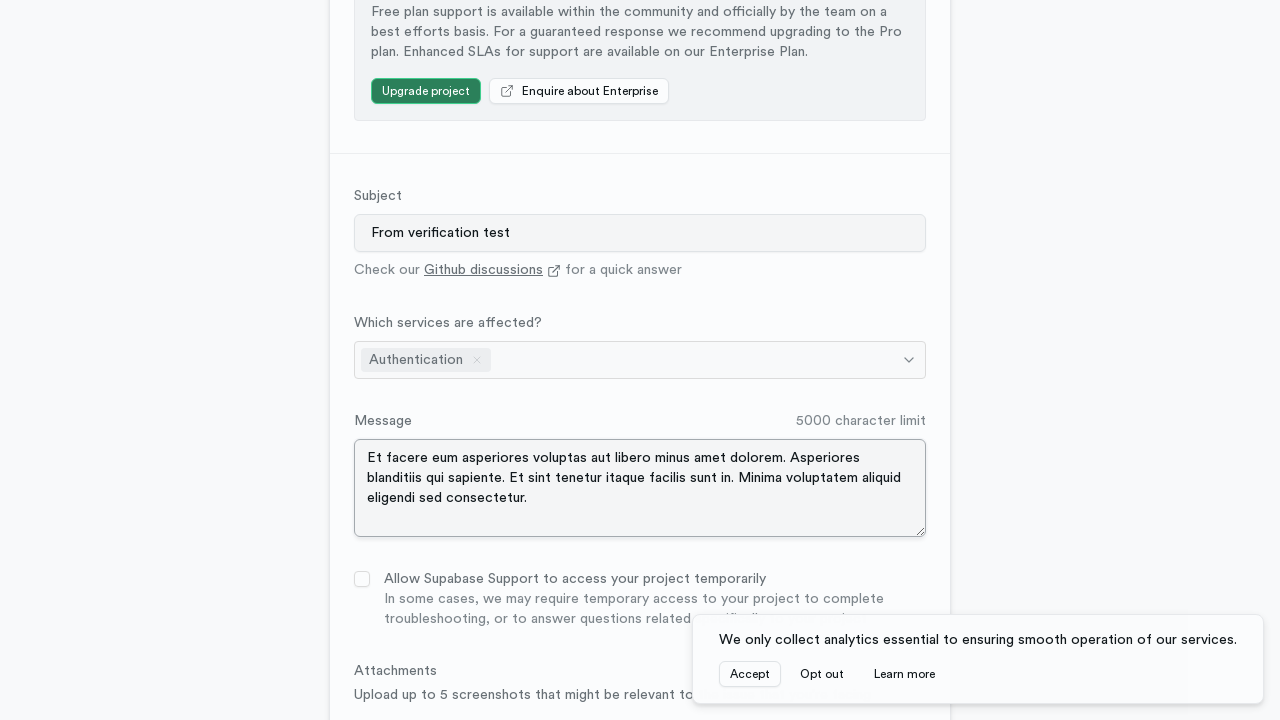 Free plan support is available within the community and officially by the team on a
best efforts basis. For a guaranteed response we recommend upgrading to the Pro
plan. Enhanced SLAs for support are available on our Enterprise Plan.
Upgrade project
Enquire about Enterprise
Subject
From verification test
Check our Github discussions for a quick answer
Which services are affected?
Authentication
Message
5000 character limit
Et facere eum asperiores voluptas aut libero minus amet dolorem. Asperiores
blanditiis qui sapiente. Et sint tenetur itaque facilis sunt in. Minima voluptatem aliquid
eligendi sed consectetur.
Allow Supabase Support to access your project temporarily
In some cases, we may require temporary access to your project to complete
troubleshooting, or to answer questions related
Attachments
Upload up to 5 screenshots that might be relevant to
We only collect analytics essential to ensuring smooth operation of our services.
Accept
Opt out
Learn more